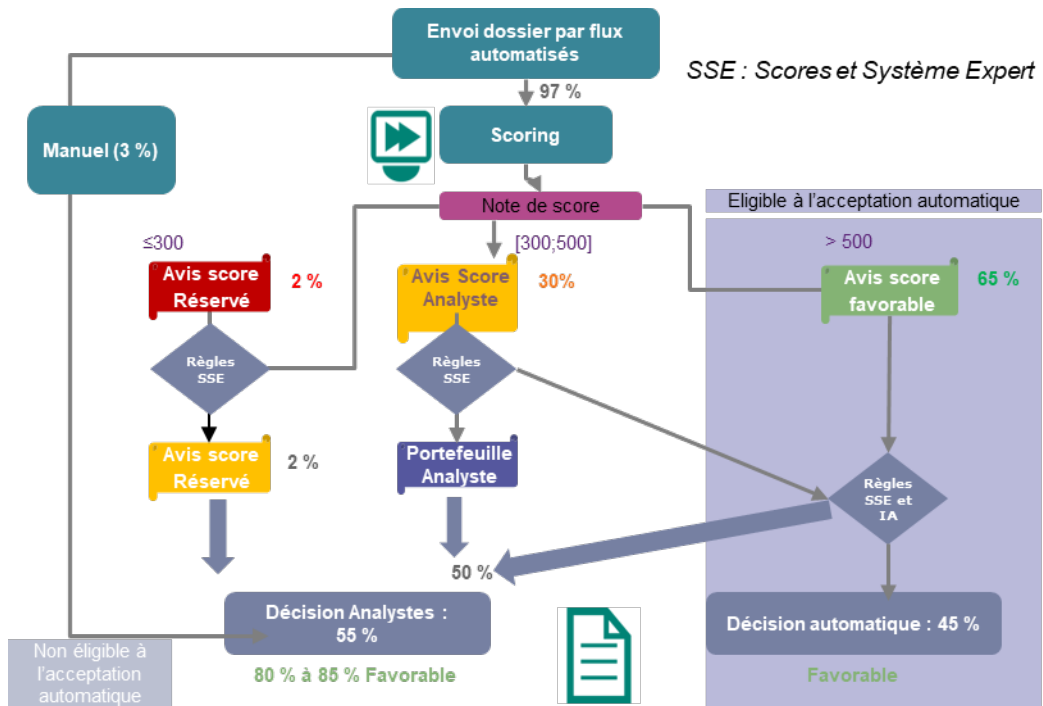 Envoi dossier par flux
automatisés
SSE : Scores et Système Expert
97 %
Manuel (3 %)
Scoring
Note de score
Eligible à l'acceptation automatique
≤300
[300;500]
> 500
Avis score
Réservé
2 %
Avis Score
Analyste
30%
Avis score
favorable
65 %
Règles
SSE
Règles
SSE
Avis score
Réservé
2 %
Portefeuille
Analyste
Règles
SSE et
IA
50 %
Décision Analystes :
55 %
Décision automatique : 45 %
Non éligible à
l'acceptation
automatique
80 % à 85 % Favorable
Favorable